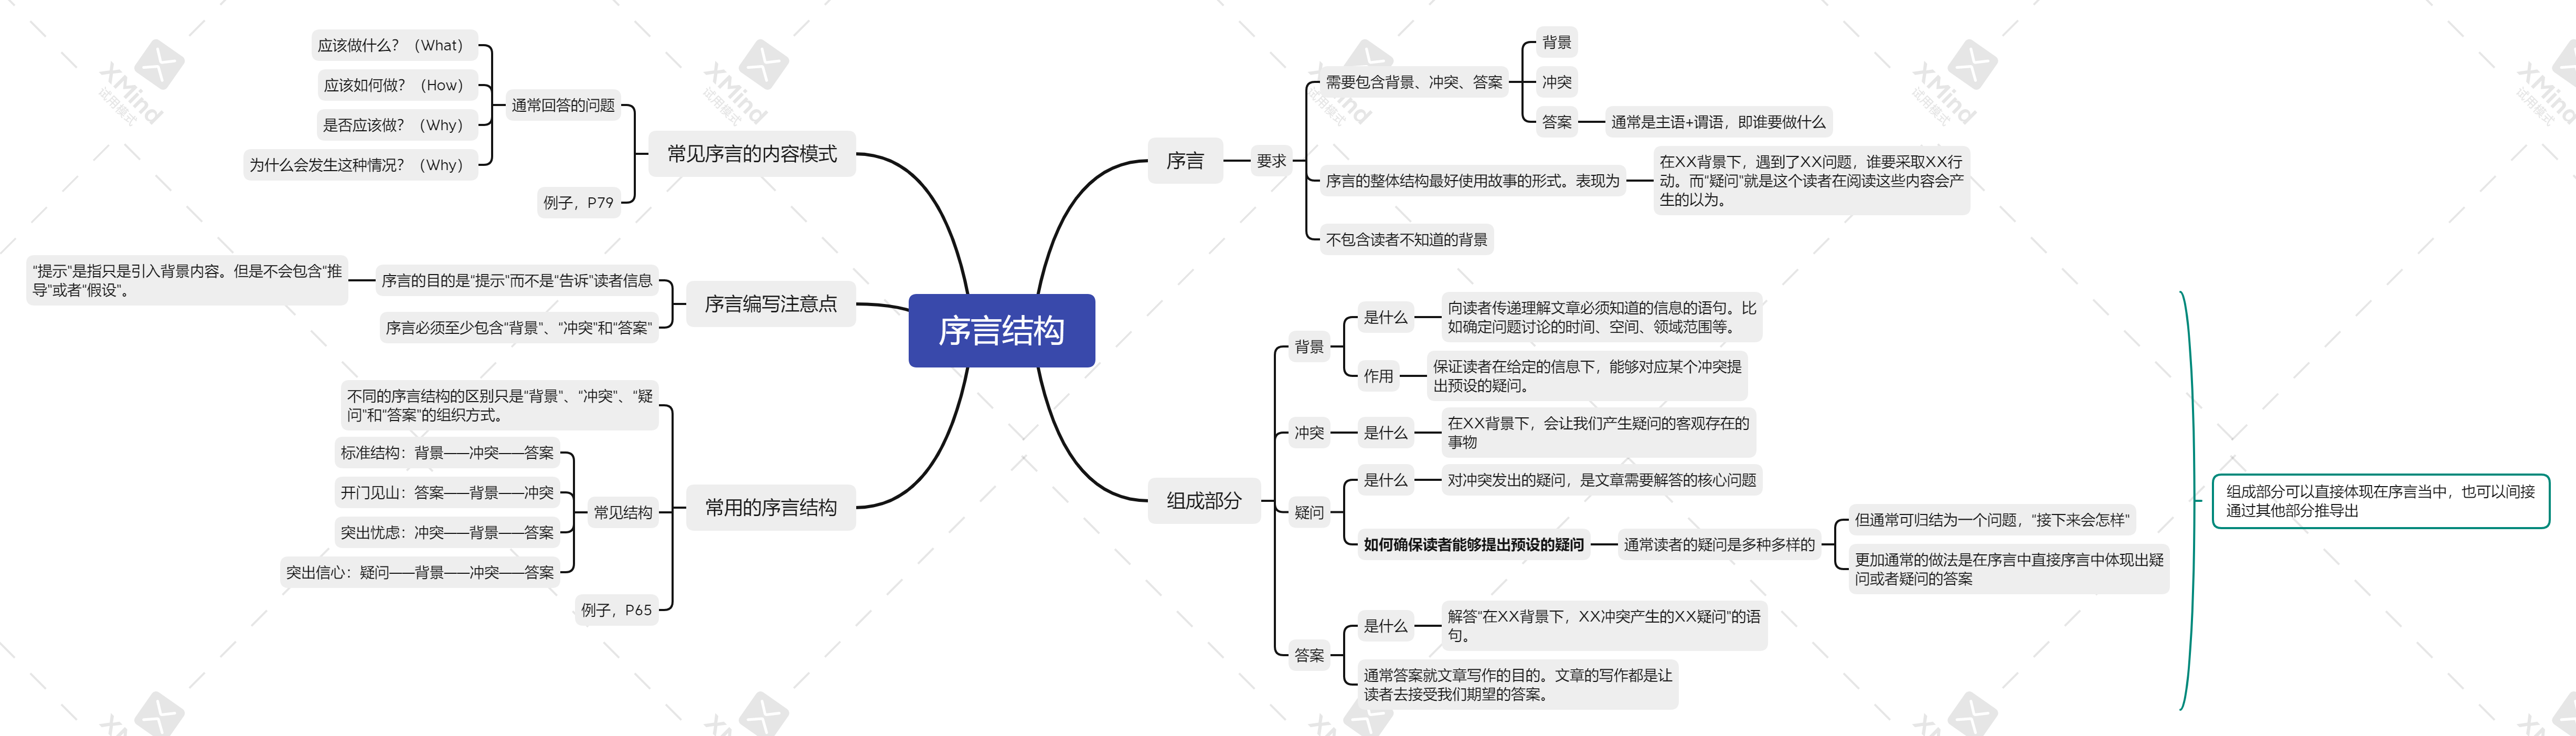 序言结构
序言
要求
需要包含背景、冲突、答案
背景
冲突
答案
通常是主语+谓语，即谁要做什么
序言的整体结构最好使用故事的形式。表现为
在XX背景下，遇到了XX问题，谁要采取XX行
动。而"疑问"就是这个读者在阅读这些内容会产
生的以为。
不包含读者不知道的背景
组成部分
背景
是什么
向读者传递理解文章必须知道的信息的语句。比
如确定问题讨论的时间、空间、领域范围等。
作用
保证读者在给定的信息下，能够对应某个冲突提
出预设的疑问。
冲突
是什么
在XX背景下，会让我们产生疑问的客观存在的
事物
疑问
是什么
对冲突发出的疑问，是文章需要解答的核心问题
如何确保读者能够提出预设的疑问
通常读者的疑问是多种多样的
但通常可归结为一个问题，"接下来会怎样"
更加通常的做法是在序言中直接序言中体现出疑
问或者疑问的答案
答案
是什么
解答"在XX背景下，XX冲突产生的XX疑问"的语
句。
通常答案就文章写作的目的。文章的写作都是让
读者去接受我们期望的答案。
组成部分可以直接体现在序言当中，也可以间接
通过其他部分推导出
常见序言的内容模式
通常回答的问题
应该做什么？（What）
应该如何做？（How）
是否应该做？（Why）
为什么会发生这种情况？（Why）
例子，P79
序言编写注意点
序言的目的是"提示"而不是"告诉"读者信息
"提示"是指只是引入背景内容。但是不会包含"推
导"或者"假设"。
序言必须至少包含"背景"、"冲突"和"答案"
常用的序言结构
不同的序言结构的区别只是"背景"、"冲突"、"疑
问"和"答案"的组织方式。
常见结构
标准结构：背景——冲突——答案
开门见山：答案——背景——冲突
突出忧虑：冲突——背景——答案
突出信心：疑问——背景——冲突——答案
例子，P65
XMind
试用模式
XMind
试用模式
XMind
试用模式
XMind
试用模式